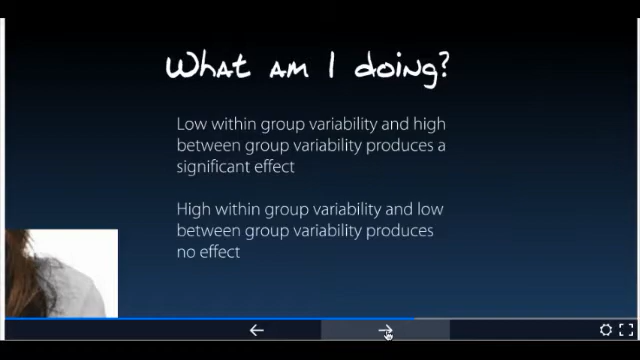 What am I doing?
Low within group variability and high
between group variability produces a
significant effect
High within group variability and low
between group variability produces
no effect